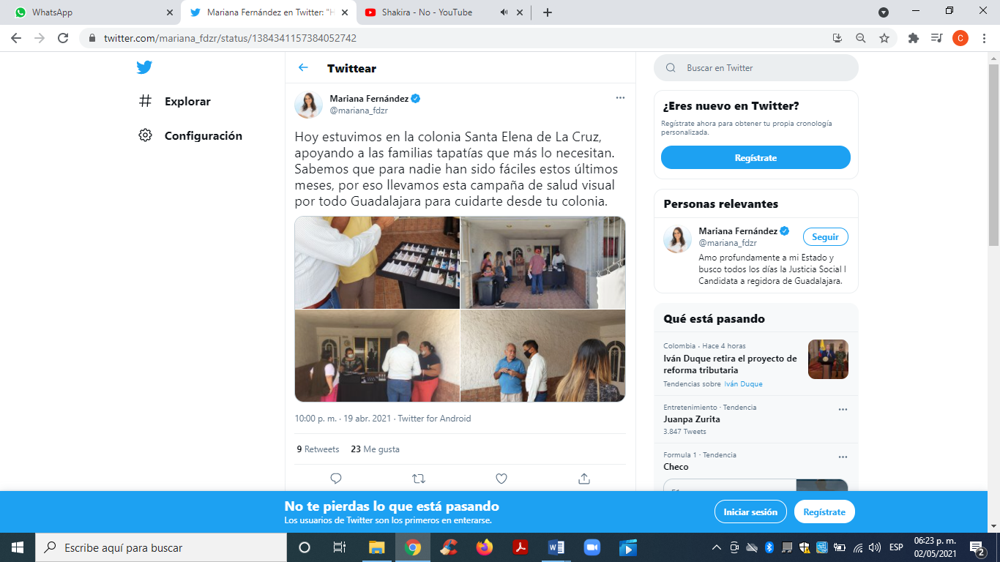 WhatsApp
Mariana Fernández en Twitter: "H
Shakira - No - YouTube
twitter.com/mariana_fdzr/status/1384341157384052742
C
Explorar
Configuración
Twittear
Mariana Fernández
@mariana_fdzr
Hoy estuvimos en la colonia Santa Elena de La Cruz,
apoyando a las familias tapatías que más lo necesitan.
Sabemos que para nadie han sido fáciles estos últimos
meses, por eso llevamos esta campaña de salud visual
por todo Guadalajara para cuidarte desde tu colonia.
10:00 p. m. · 19 abr. 2021 · Twitter for Android
9 Retweets 23 Me gusta
Buscar en Twitter
¿Eres nuevo en Twitter?
Regístrate ahora para obtener tu propia cronología
personalizada.
Regístrate
Personas relevantes
Mariana Fernández
@mariana_fdzr
Seguir
Amo profundamente a mi Estado y
busco todos los días la Justicia Social l
Candidata a regidora de Guadalajara.
Qué está pasando
Colombia · Hace 4 horas
Iván Duque retira el proyecto de
reforma tributaria
Tendencias sobre Iván Duque
Entretenimiento · Tendencia
Juanpa Zurita
3.847 Tweets
Formula 1 · Tendencia
Checo
No te pierdas lo que está pasando
Los usuarios de Twitter son los primeros en enterarse.
Iniciar sesión
Regístrate
Escribe aquí para buscar
ESP
06:23 p. m.
02/05/2021
2